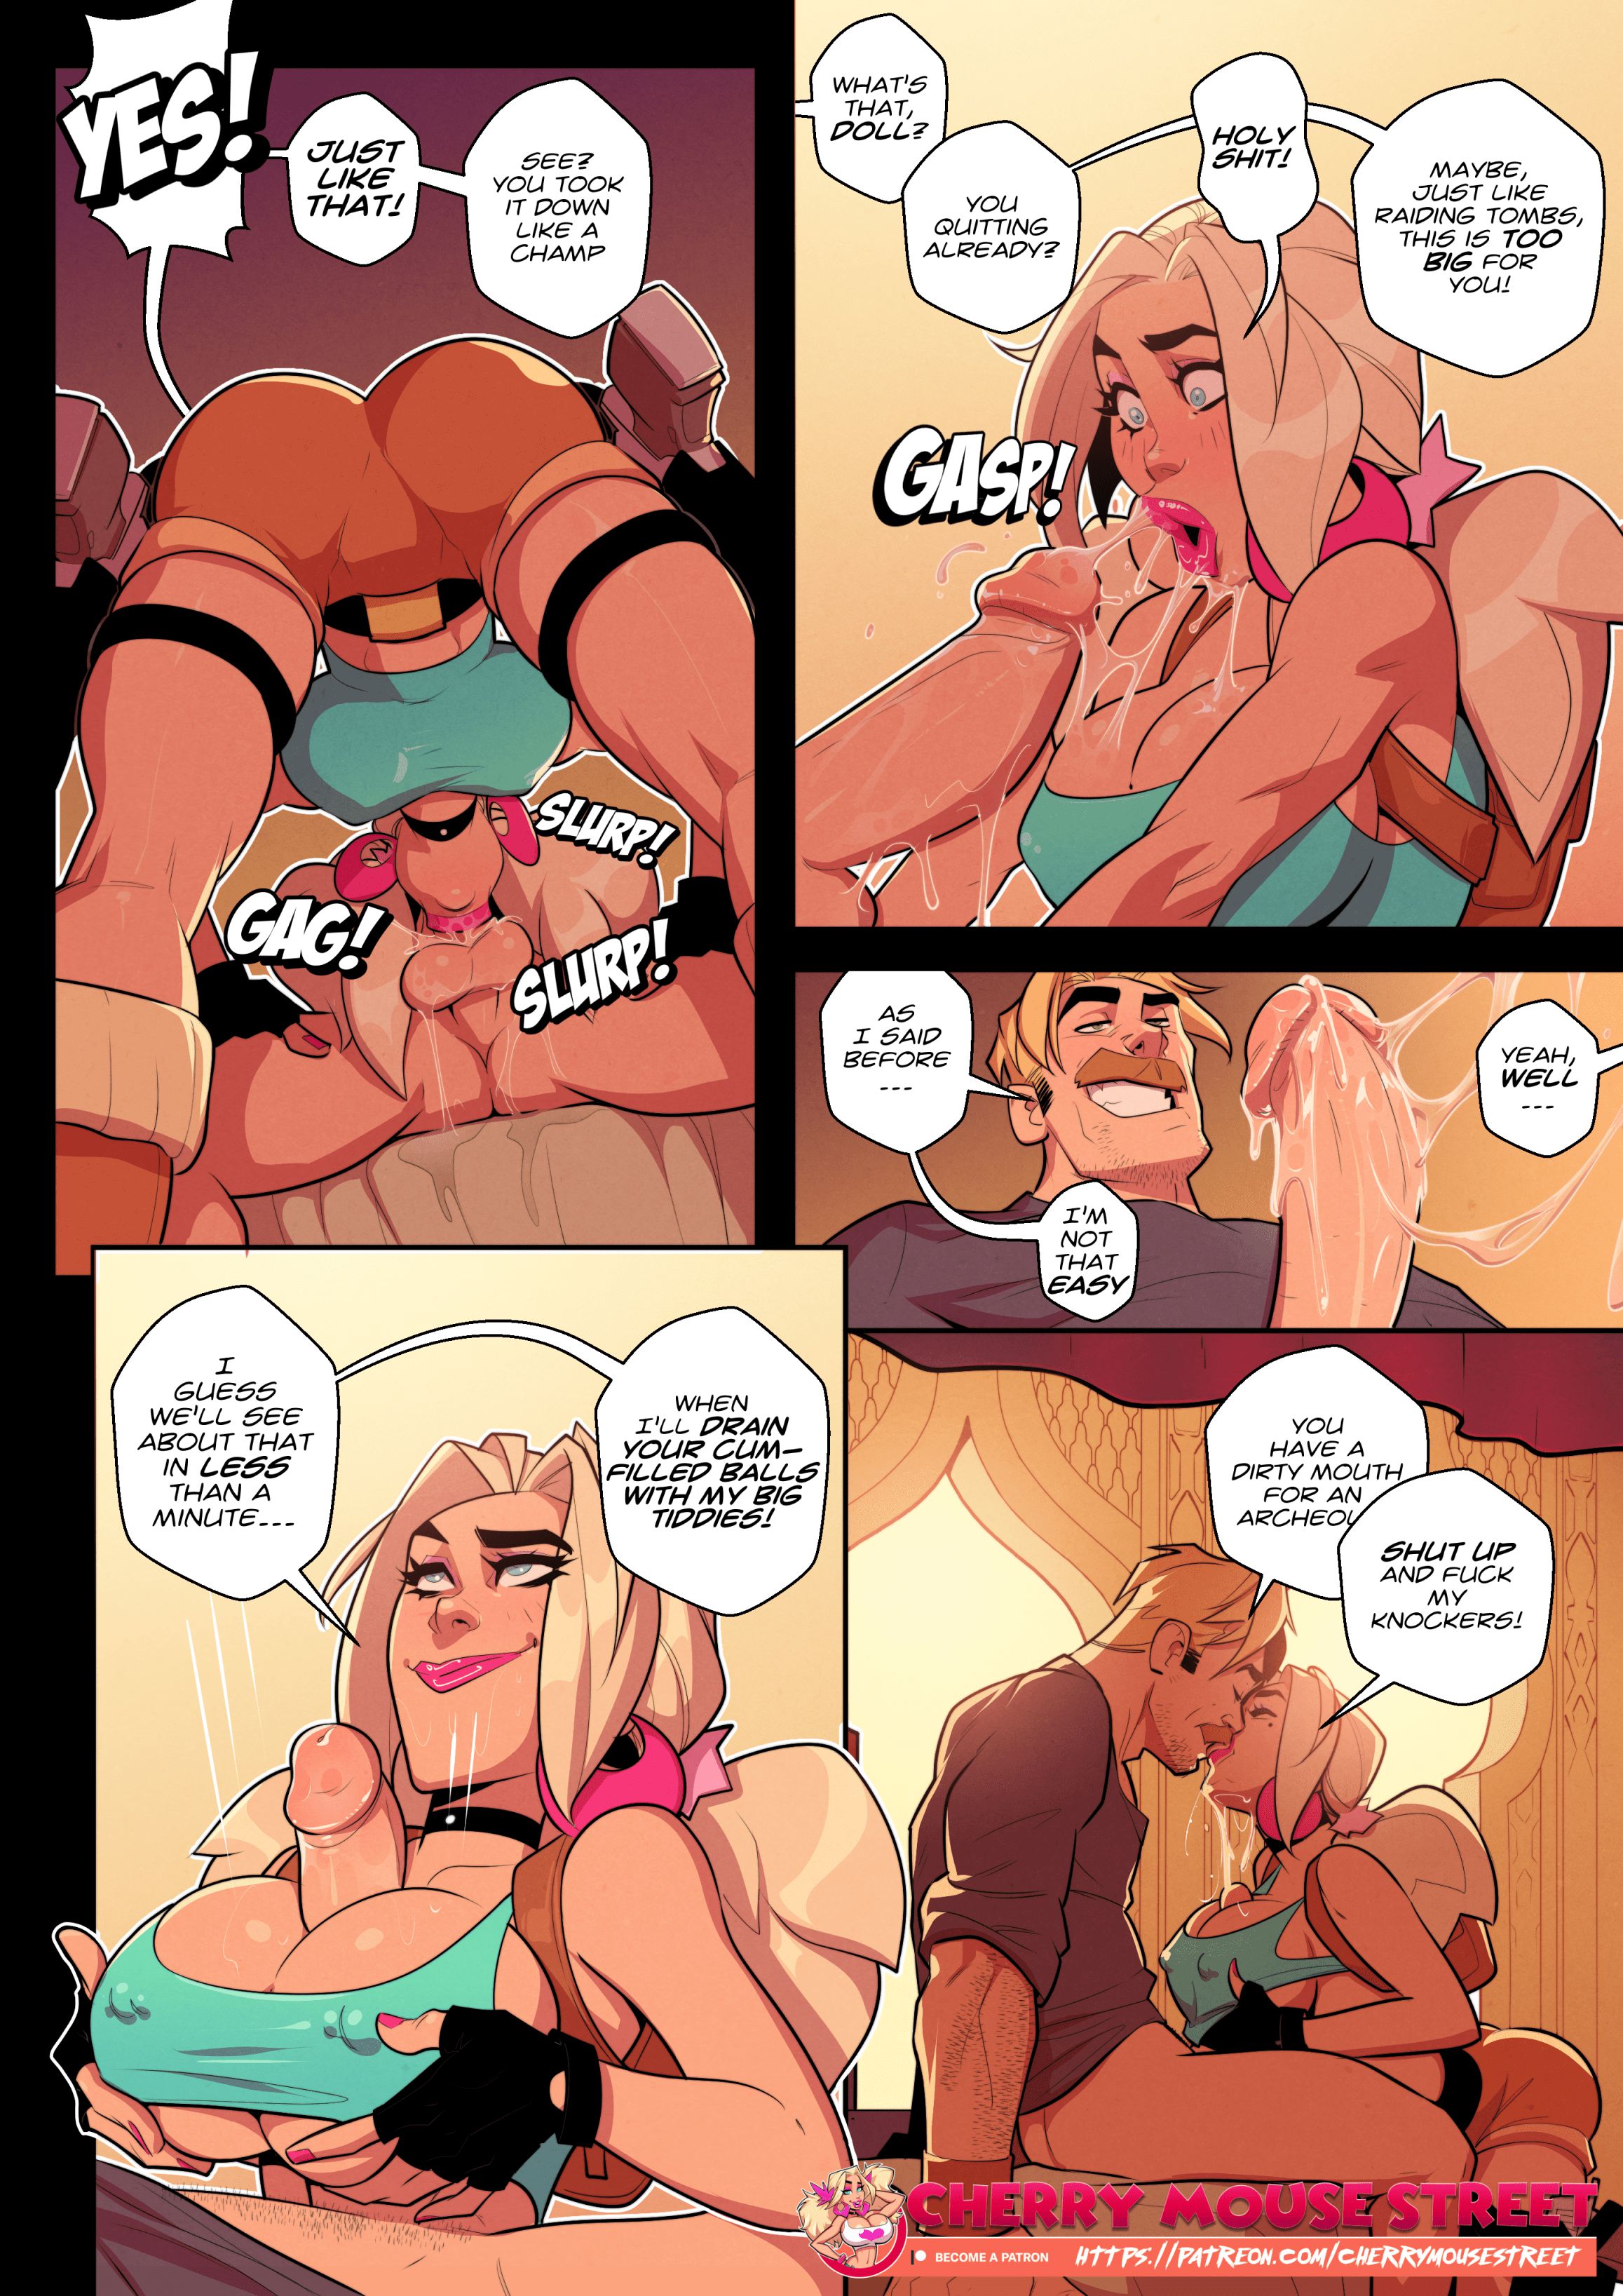 YES!
JUST
LIKE
THAT!
SEE?
YOU TOOK
IT DOWN
LIKE A
CHAMP
GAG!
SLURP!
SLURP!
WHAT'S
THAT,
DOLL?
YOU
QUITTING
ALREADY?
HOLY
SHIT!
MAYBE,
JUST LIKE
RAIDING TOMBS,
THIS IS TOO
BIG FOR
YOU!
GASP!
AS
I SAID
BEFORE
---
I'M
NOT
THAT
EASY
YEAH,
WELL
---
I
GUESS
WE'LL SEE
ABOUT THAT
IN LESS
THAN A
MINUTE---
WHEN
I'LL DRAIN
YOUR CUM-
FILLED BALLS
WITH MY BIG
TIDDIES!
YOU
HAVE A
DIRTY MOUTH
FOR AN
ARCHEOL
SHUT UP
AND FUCK
MY
KNOCKERS!
CHERRY MOUSE STREET
BECOME A PATRON HTTPS://PATREON.COM/CHERRYMOUSESTREET